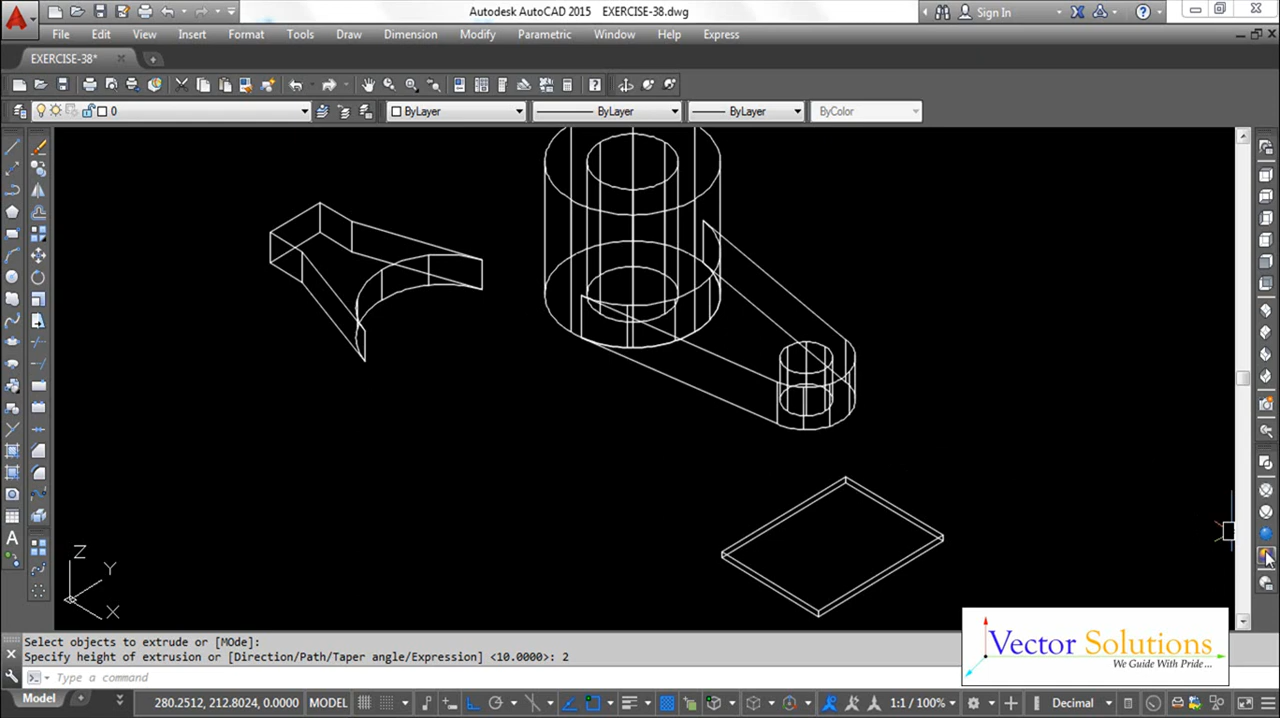 Autodesk AutoCAD 2015 EXERCISE-38.dwg
Sign In
File Edit View Insert Format Tools Draw Dimension Modify Parametric Window Help Express
EXERCISE-38*
0 ByLayer ByLayer ByLayer ByColor
Z
Y
X
Select objects to extrude or [MOde]:
Specify height of extrusion or [Direction/Path/Taper angle/Expression] <10.0000>: 2
Type a command
Vector Solutions
We Guide With Pride...
Model 280.2512, 212.8024, 0.0000 MODEL 1:1 / 100% Decimal